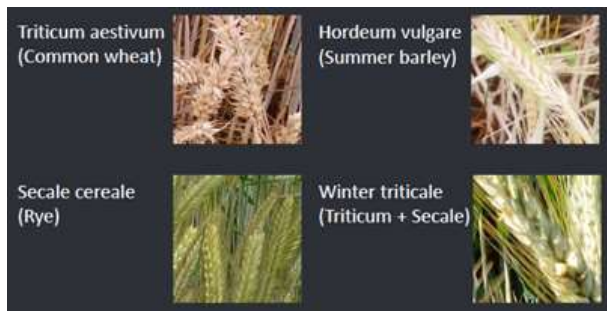 Triticum aestivum
(Common wheat)
Hordeum vulgare
(Summer barley)
Secale cereale
(Rye)
Winter triticale
(Triticum + Secale)